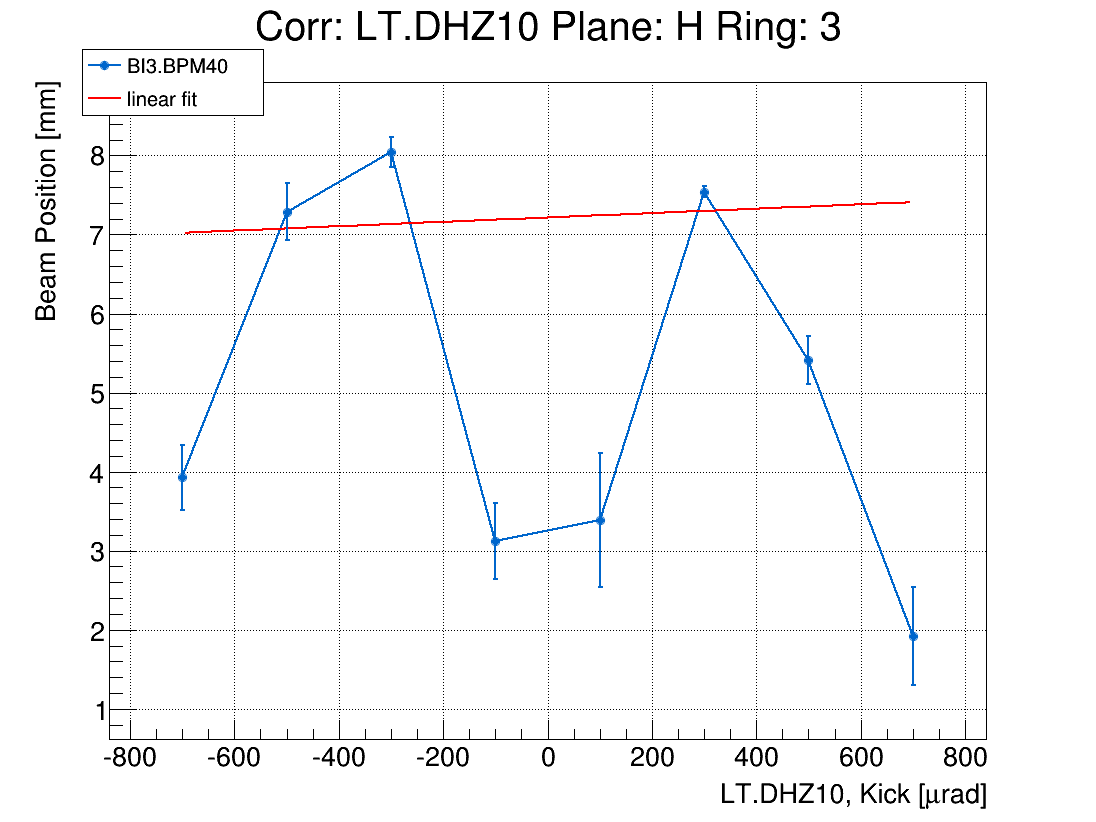 Corr: LT.DHZ10 Plane: H Ring: 3
BI3.BPM40
linear fit
Beam Position [mm]
8
7
6
5
4
3
2
1
-800 -600 -400 -200 0 200 400 600 800
LT.DHZ10, Kick [μrad]